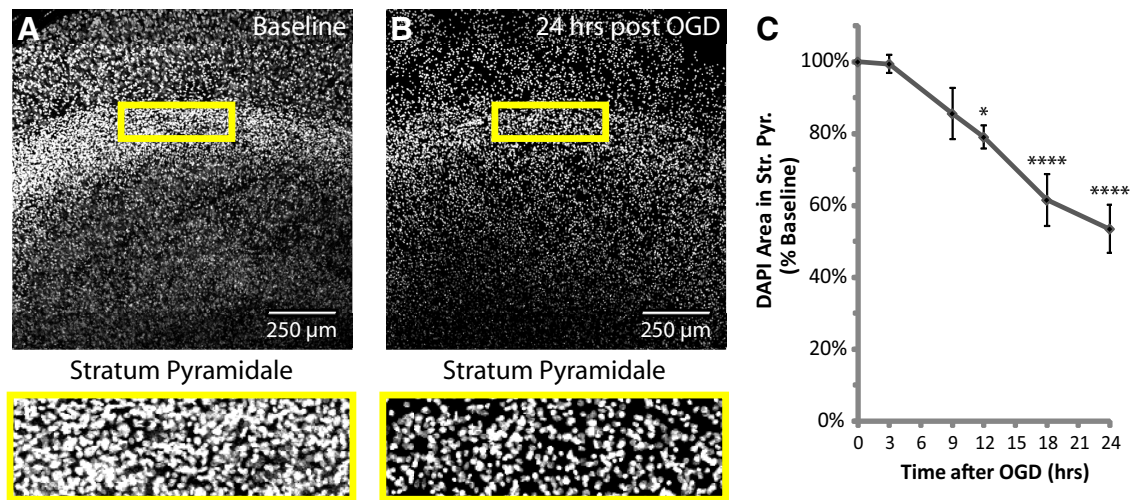 A
Baseline
250 μm
Stratum Pyramidale
B
24 hrs post OGD
250 μm
Stratum Pyramidale
C
DAPI Area in Str. Pyr.
(% Baseline)
100%
80%
60%
40%
20%
0%
*
****
****
0 3 9 12 15 18 21 24
Time after OGD (hrs)